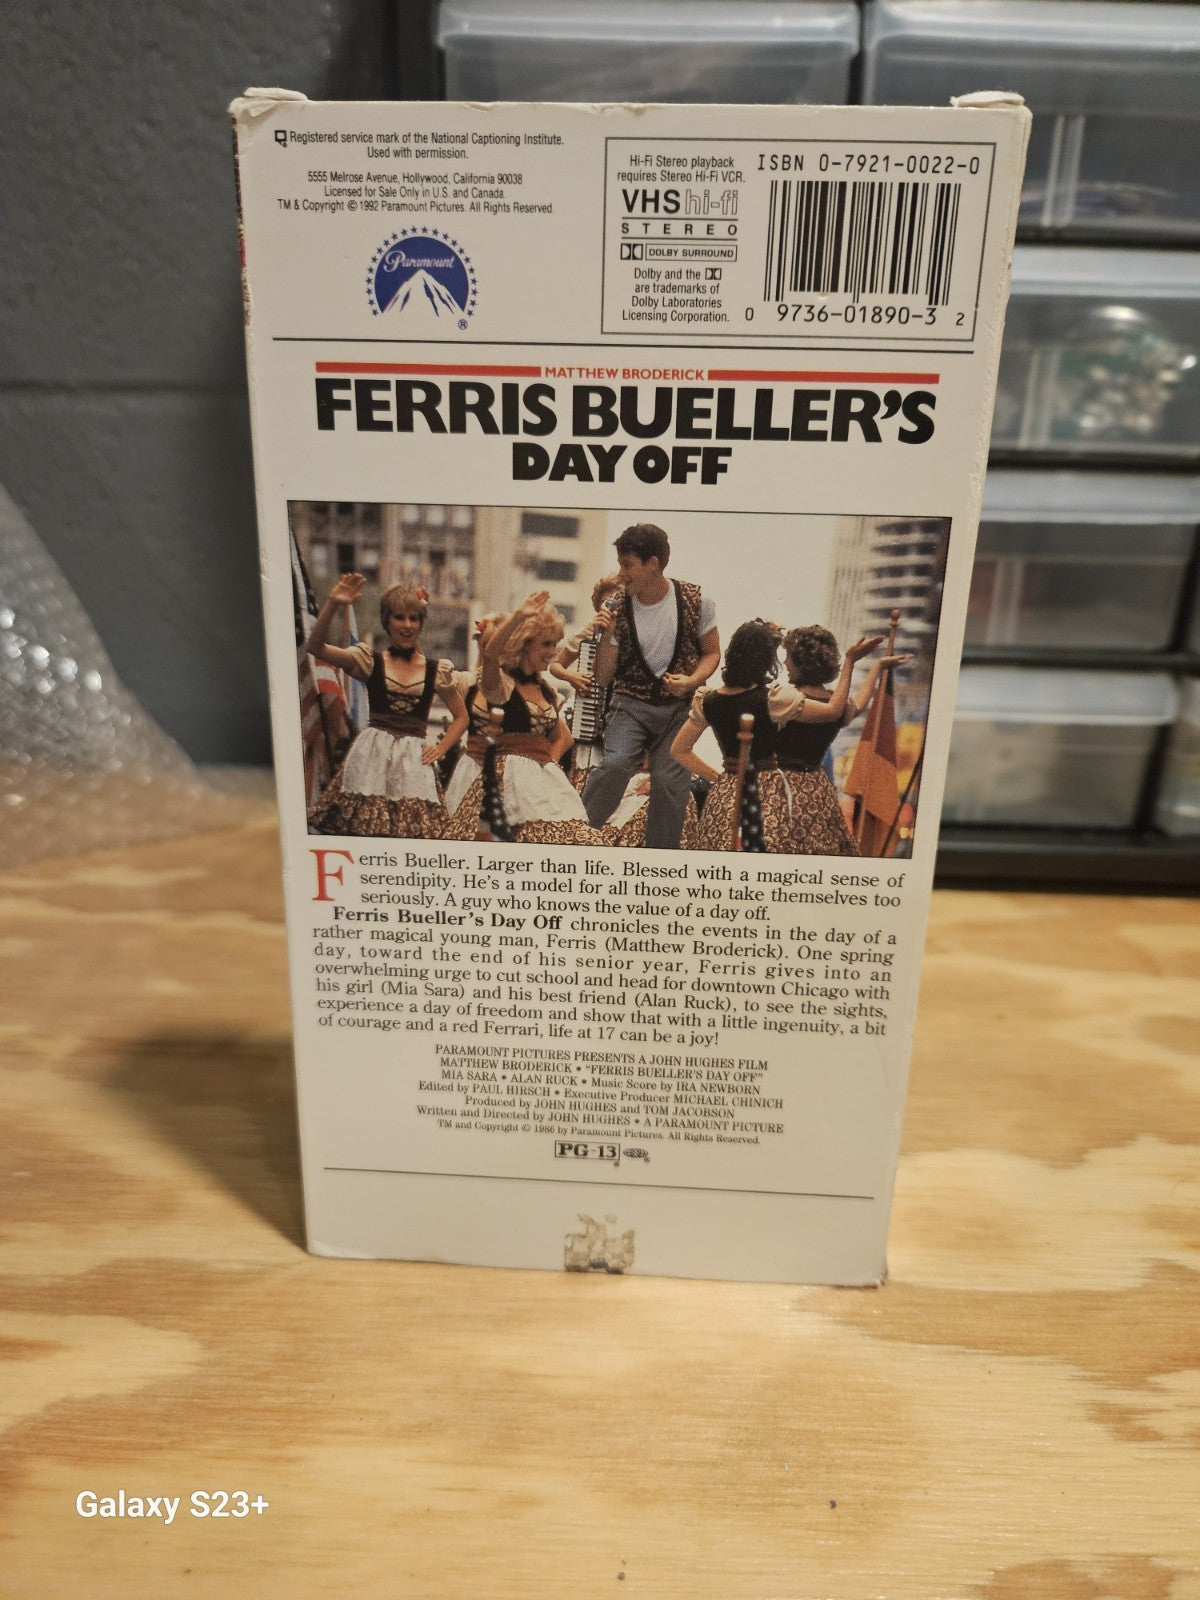 Registered service mark of the National Captioning Institute.
Used with permission.
5555 Melrose Avenue, Hollywood, California 90038
Licensed for Sale Only in U.S. and Canada.
TM & Copyright © 1992 Paramount Pictures. All Rights Reserved.
Paramount
®
Hi-Fi Stereo playback
requires Stereo Hi-Fi VCR.
VHS hi-fi
STEREO
DOLBY SURROUND
Dolby and the
are trademarks of
Dolby Laboratories
Licensing Corporation.
ISBN 0-7921-0022-0
0 9736-01890-3 2
MATTHEW BRODERICK
FERRIS BUELLER'S
DAY OFF
Ferris Bueller. Larger than life. Blessed with a magical sense of
serendipity. He's a model for all those who take themselves too
seriously. A guy who knows the value of a day off.
Ferris Bueller's Day Off chronicles the events in the day of a
rather magical young man, Ferris (Matthew Broderick). One spring
day, toward the end of his senior year, Ferris gives into an
overwhelming urge to cut school and head for downtown Chicago with
his girl (Mia Sara) and his best friend (Alan Ruck), to see the sights,
experience a day of freedom and show that with a little ingenuity, a bit
of courage and a red Ferrari, life at 17 can be a joy!
PARAMOUNT PICTURES PRESENTS A JOHN HUGHES FILM
MATTHEW BRODERICK • "FERRIS BUELLER'S DAY OFF"
MIA SARA • ALAN RUCK • Music Score by IRA NEWBORN
Edited by PAUL HIRSCH • Executive Producer MICHAEL CHINICH
Produced by JOHN HUGHES and TOM JACOBSON
Written and Directed by JOHN HUGHES • A PARAMOUNT PICTURE
TM and Copyright © 1986 by Paramount Pictures. All Rights Reserved.
PG-13
Galaxy S23+